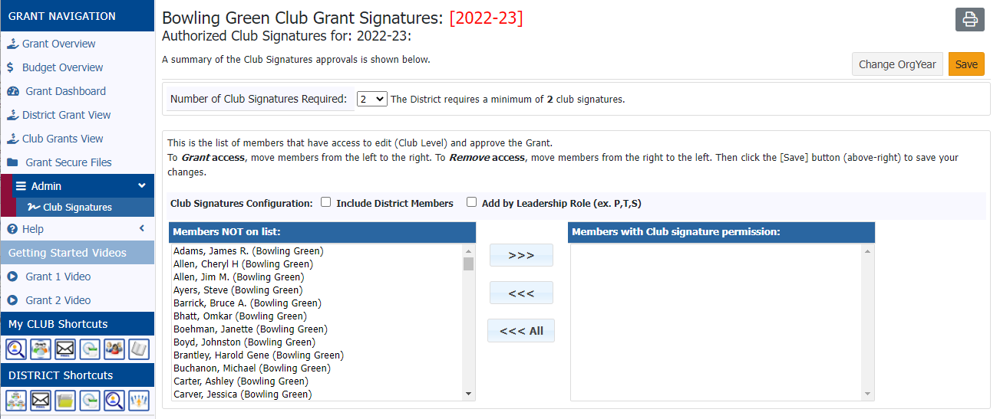 GRANT NAVIGATION
Grant Overview
Budget Overview
Grant Dashboard
District Grant View
Club Grants View
Grant Secure Files
Admin
Club Signatures
Help
Getting Started Videos
Grant 1 Video
Grant 2 Video
My CLUB Shortcuts
DISTRICT Shortcuts
Bowling Green Club Grant Signatures: [2022-23]
Authorized Club Signatures for: 2022-23:
A summary of the Club Signatures approvals is shown below.
Change OrgYear
Save
Number of Club Signatures Required: 2 The District requires a minimum of 2 club signatures.
This is the list of members that have access to edit (Club Level) and approve the Grant.
To Grant access, move members from the left to the right. To Remove access, move members from the right to the left. Then click the [Save] button (above-right) to save your
changes.
Club Signatures Configuration: Include District Members Add by Leadership Role (ex. P,T,S)
Members NOT on list:
Adams, James R. (Bowling Green)
Allen, Cheryl H (Bowling Green)
Allen, Jim M. (Bowling Green)
Ayers, Steve (Bowling Green)
Barrick, Bruce A. (Bowling Green)
Bhatt, Omkar (Bowling Green)
Boehman, Janette (Bowling Green)
Boyd, Johnston (Bowling Green)
Brantley, Harold Gene (Bowling Green)
Buchanon, Michael (Bowling Green)
Carter, Ashley (Bowling Green)
Carver, Jessica (Bowling Green)
>>>
<<<
<<< All
Members with Club signature permission: